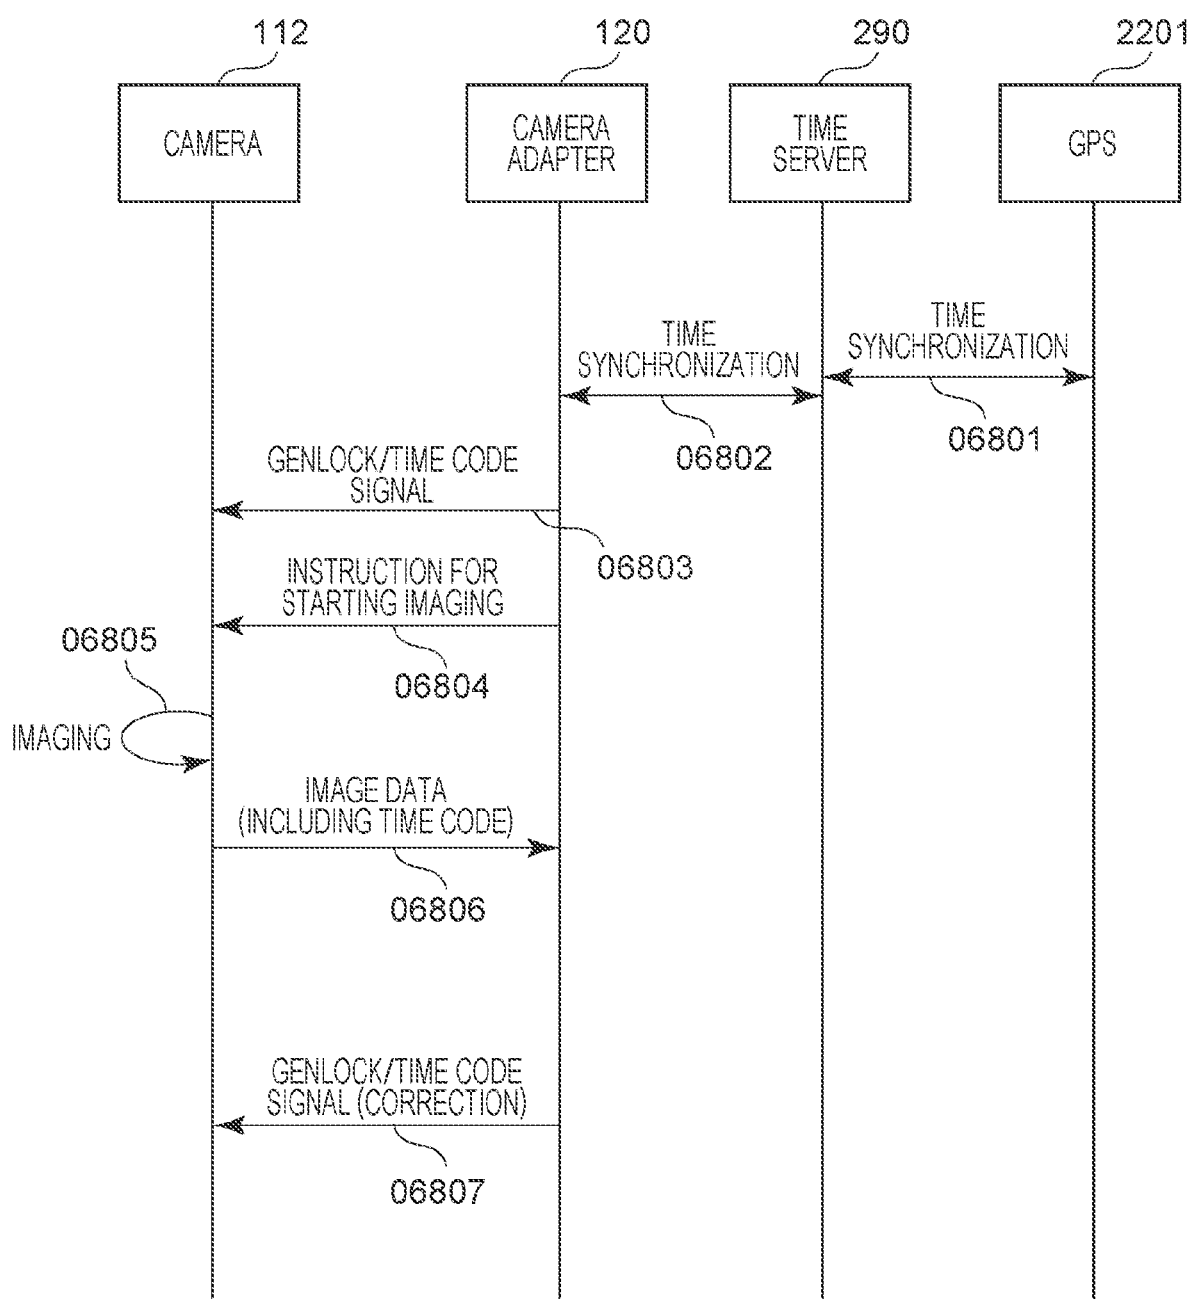 112
120
290
2201
CAMERA
CAMERA
ADAPTER
TIME
SERVER
GPS
TIME
SYNCHRONIZATION
06801
TIME
SYNCHRONIZATION
06802
GENLOCK/TIME CODE
SIGNAL
06803
INSTRUCTION FOR
STARTING IMAGING
06804
06805
IMAGING
IMAGE DATA
(INCLUDING TIME CODE)
06806
GENLOCK/TIME CODE
SIGNAL (CORRECTION)
06807